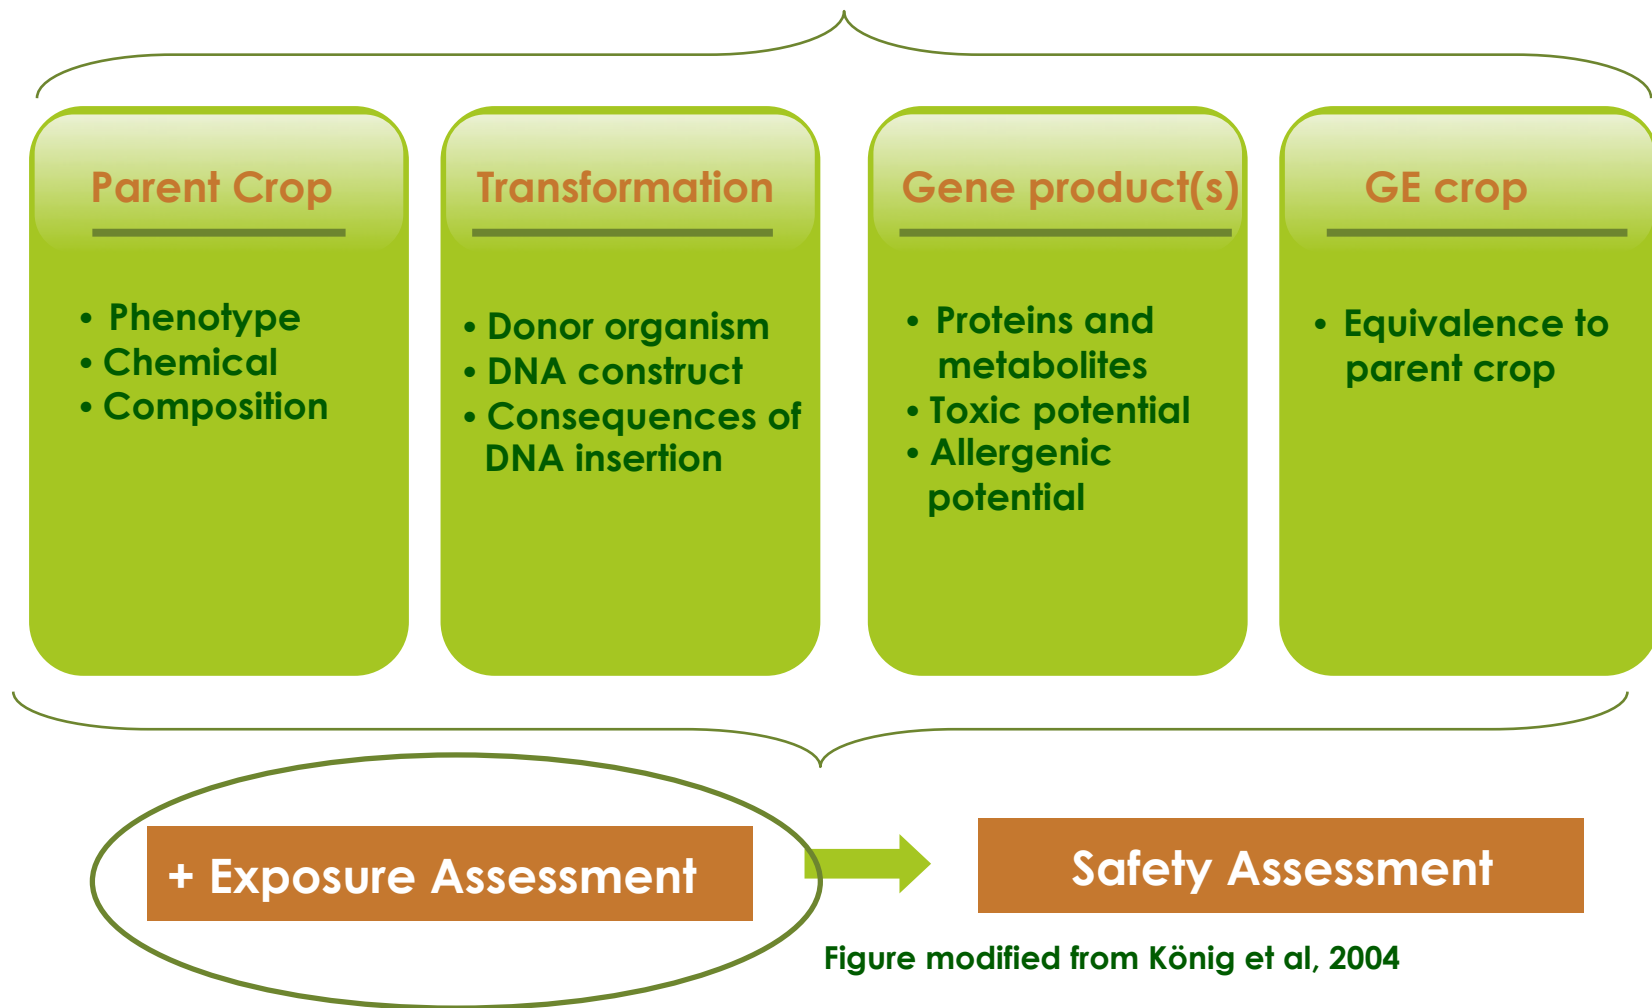 Parent Crop
• Phenotype
• Chemical
• Composition
Transformation
• Donor organism
• DNA construct
• Consequences of
DNA insertion
Gene product(s)
• Proteins and
metabolites
• Toxic potential
• Allergenic
potential
GE crop
• Equivalence to
parent crop
+ Exposure Assessment
Safety Assessment
Figure modified from König et al, 2004